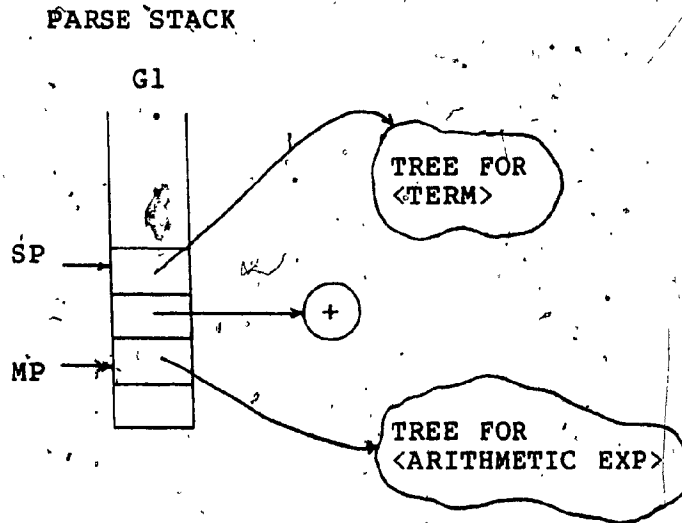 PARSE STACK
G1
TREE FOR
<TERM>
SP
+
MP
TREE FOR
<ARITHMETIC EXP>